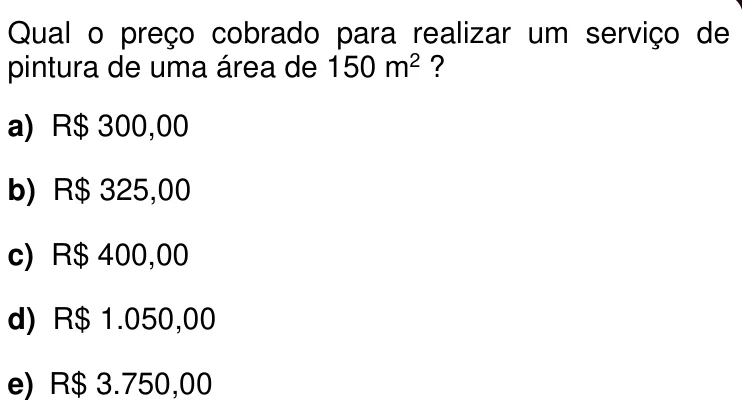 Qual o preço cobrado para realizar um serviço de
pintura de uma área de 150 m² ?
a) R$ 300,00
b) R$ 325,00
c) R$ 400,00
d) R$ 1.050,00
e) R$ 3.750,00